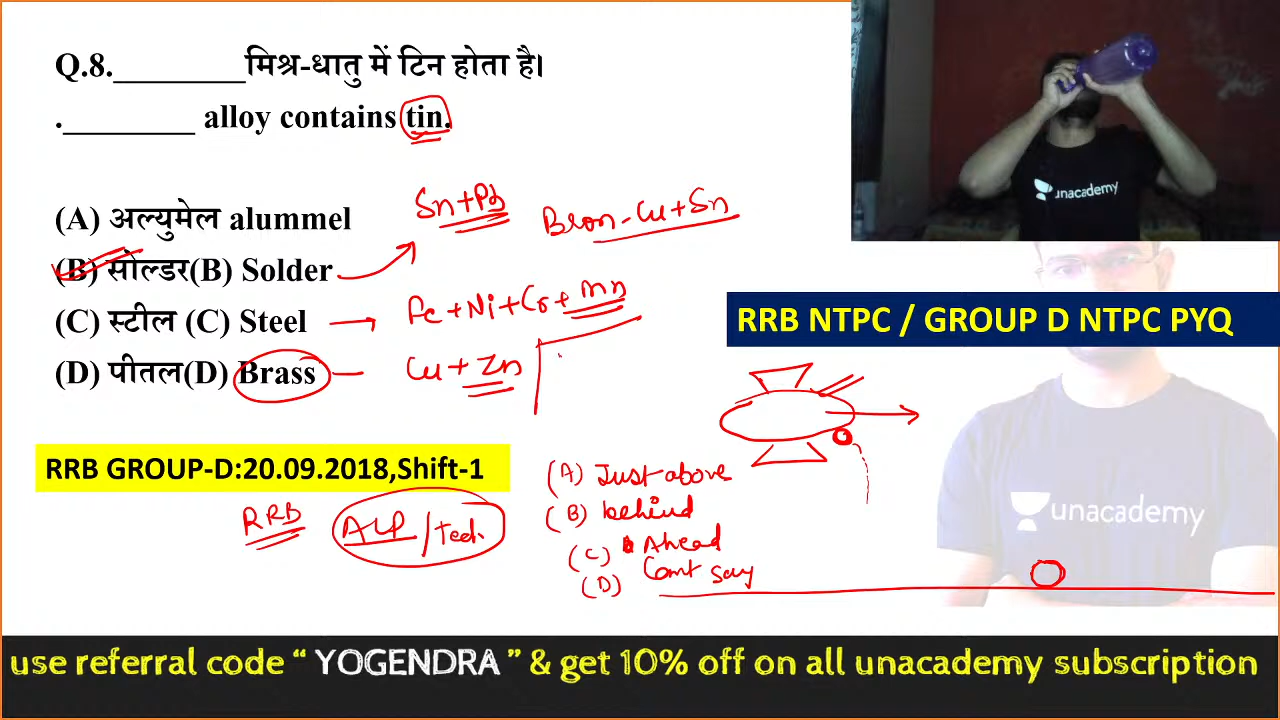 Q.8.________मिश्र-धातु में टिन होता है।
.________ alloy contains tin.
(A) अल्युमेल alummel
(B) सोल्डर(B) Solder
(C) स्टील (C) Steel
(D) पीतल(D) Brass
Sn+Pb
Bron-Cu+Sn
Fe+Ni+Cr+Mn
Cu+Zn
unacademy
RRB NTPC / GROUP D NTPC PYQ
RRB GROUP-D:20.09.2018,Shift-1
RRB ALP/Tech.
(A) Just above
(B) behind
(C) Ahead
(D) Can't say
unacademy
use referral code “ YOGENDRA ” & get 10% off on all unacademy subscription